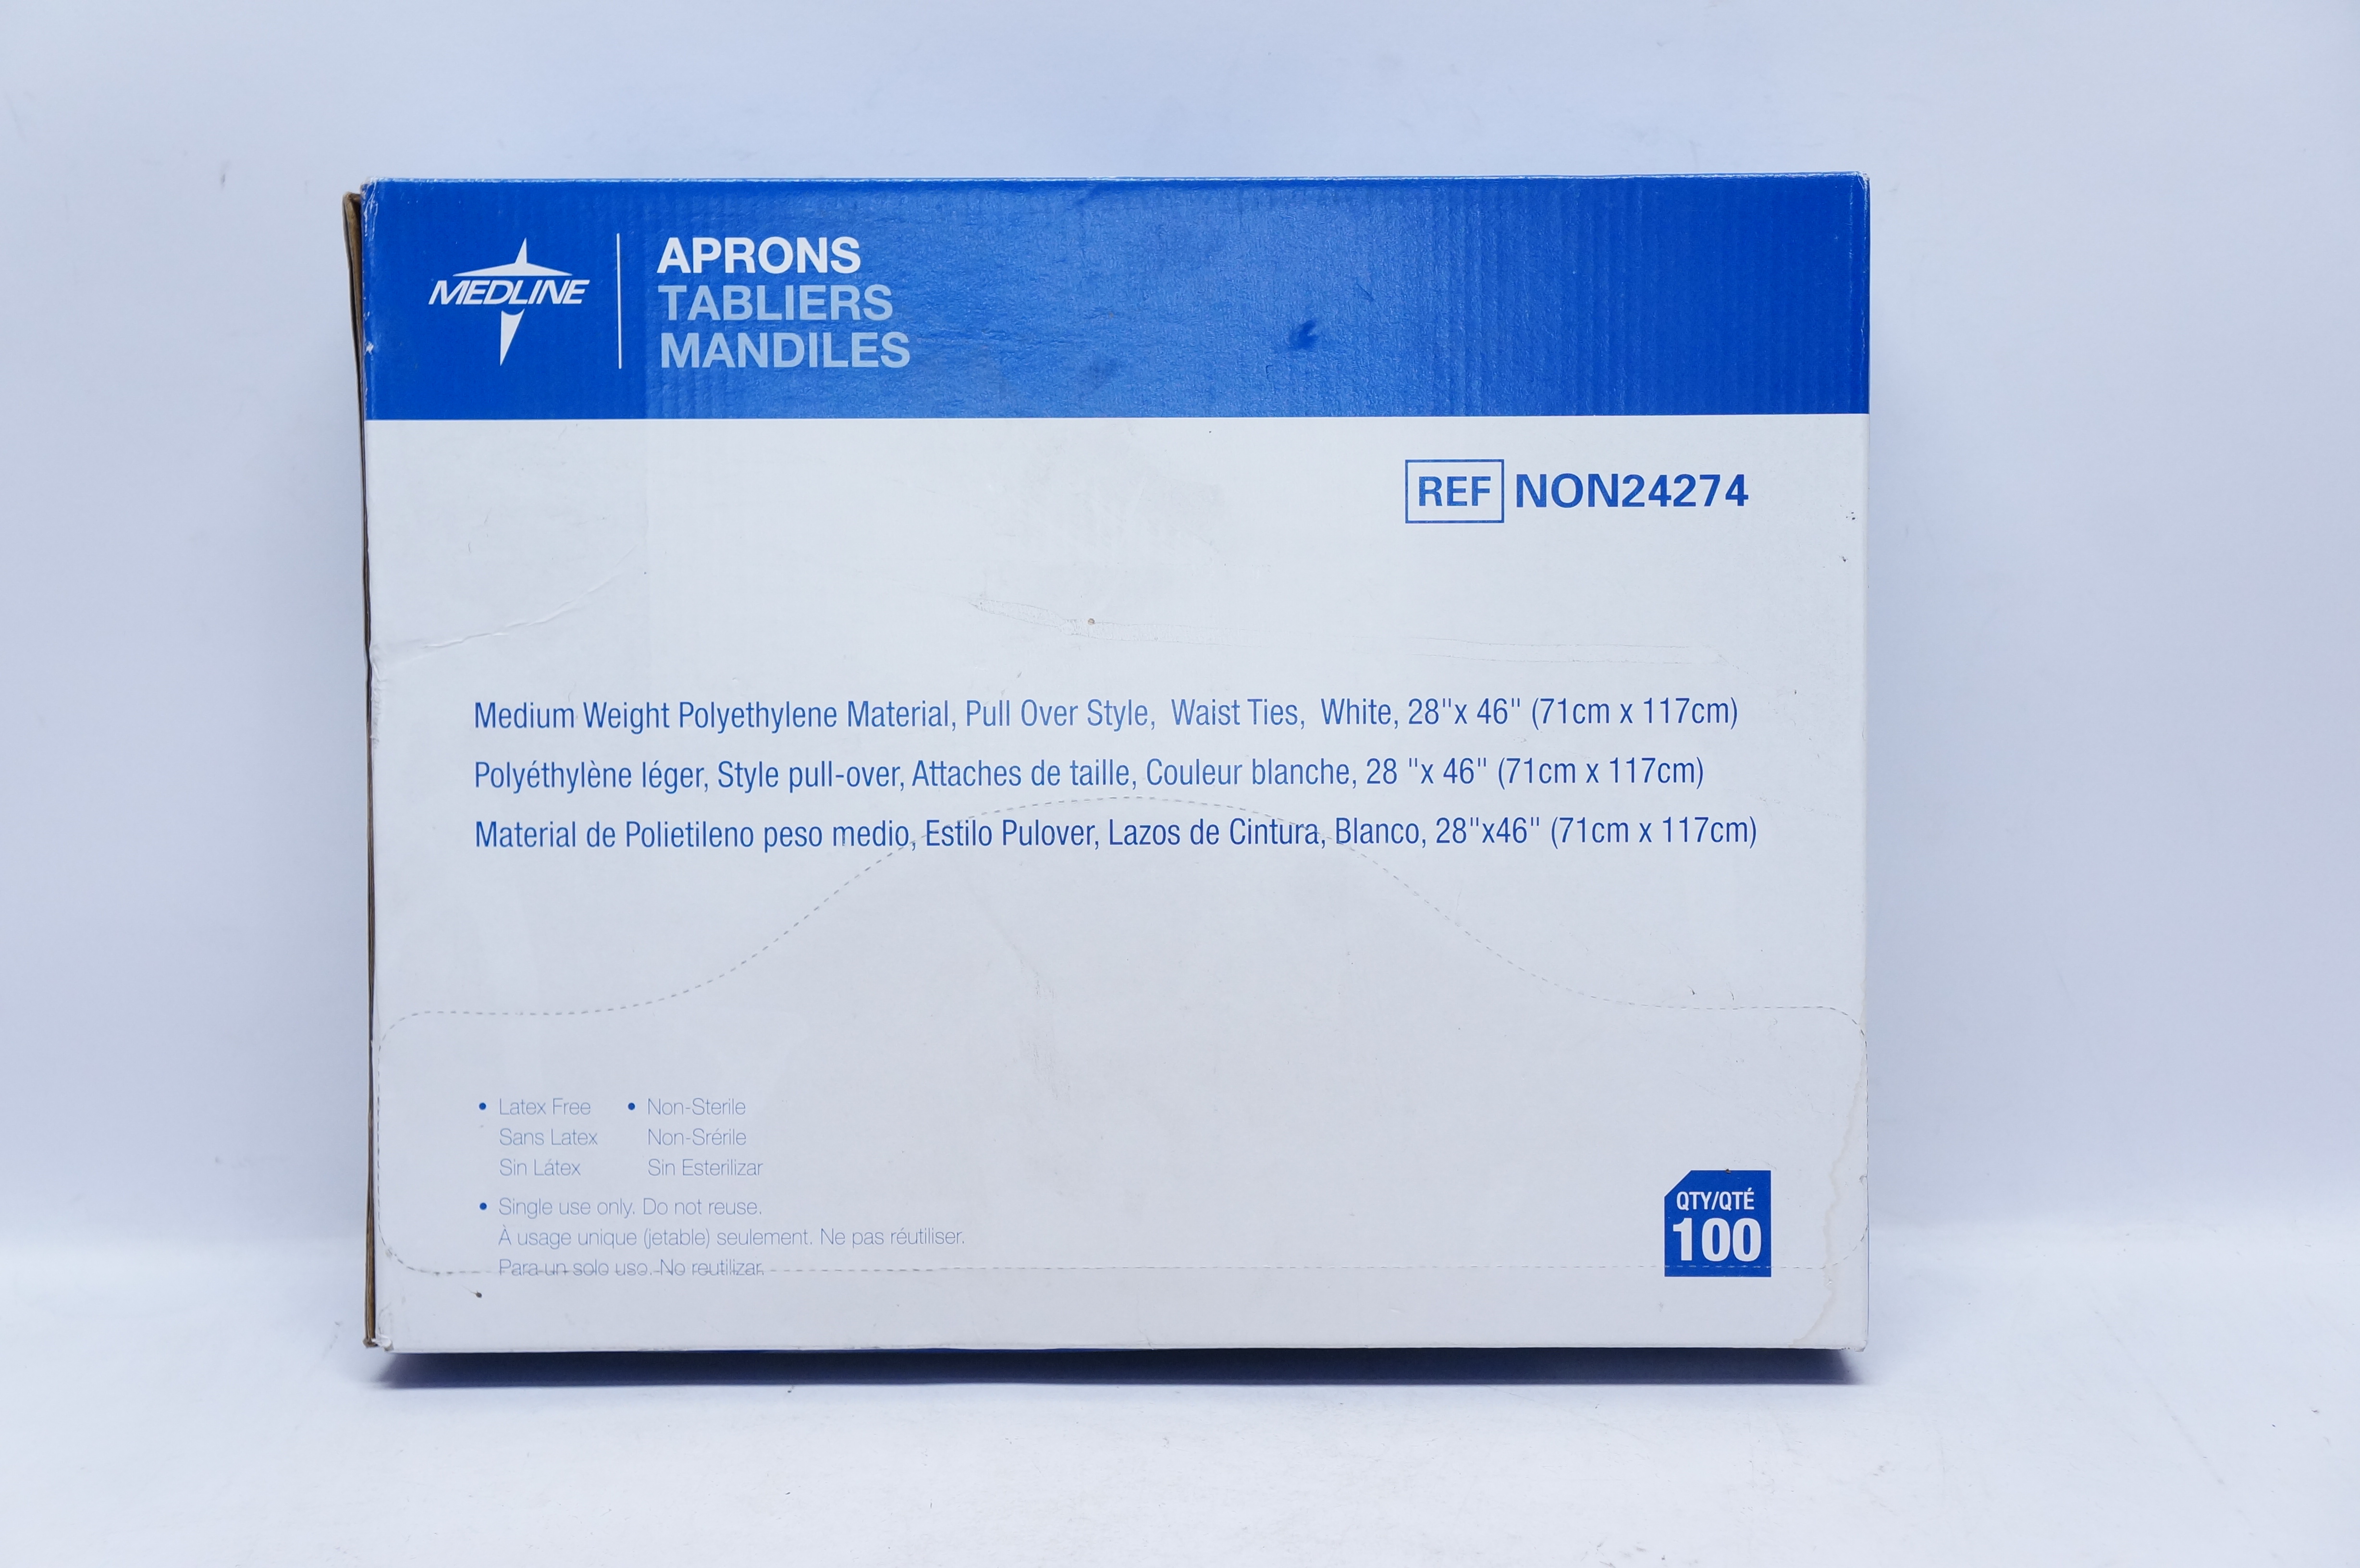 MEDLINE
APRONS
TABLIERS
MANDILES
REF NON24274
Medium Weight Polyethylene Material, Pull Over Style, Waist Ties, White, 28"x 46" (71cm x 117cm)
Polyéthylène léger, Style pull-over, Attaches de taille, Couleur blanche, 28 "x 46" (71cm x 117cm)
Material de Polietileno peso medio, Estilo Pulover, Lazos de Cintura, Blanco, 28"x46" (71cm x 117cm)
• Latex Free • Non-Sterile
Sans Latex Non-Srérile
Sin Látex Sin Esterilizar
• Single use only. Do not reuse.
À usage unique (jetable) seulement. Ne pas réutiliser.
Para un solo uso. No reutilizar.
QTY/QTÉ
100